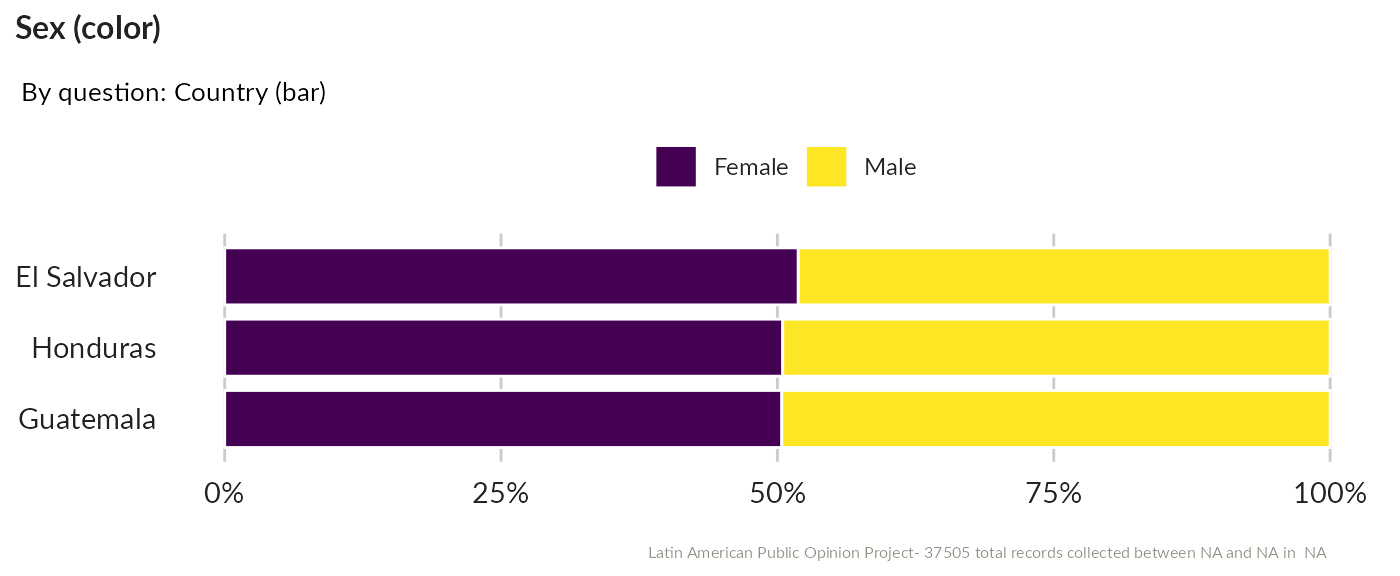 Sex (color)
By question: Country (bar)
Female Male
El Salvador
Honduras
Guatemala
0% 25% 50% 75% 100%
Latin American Public Opinion Project- 37505 total records collected between NA and NA in  NA